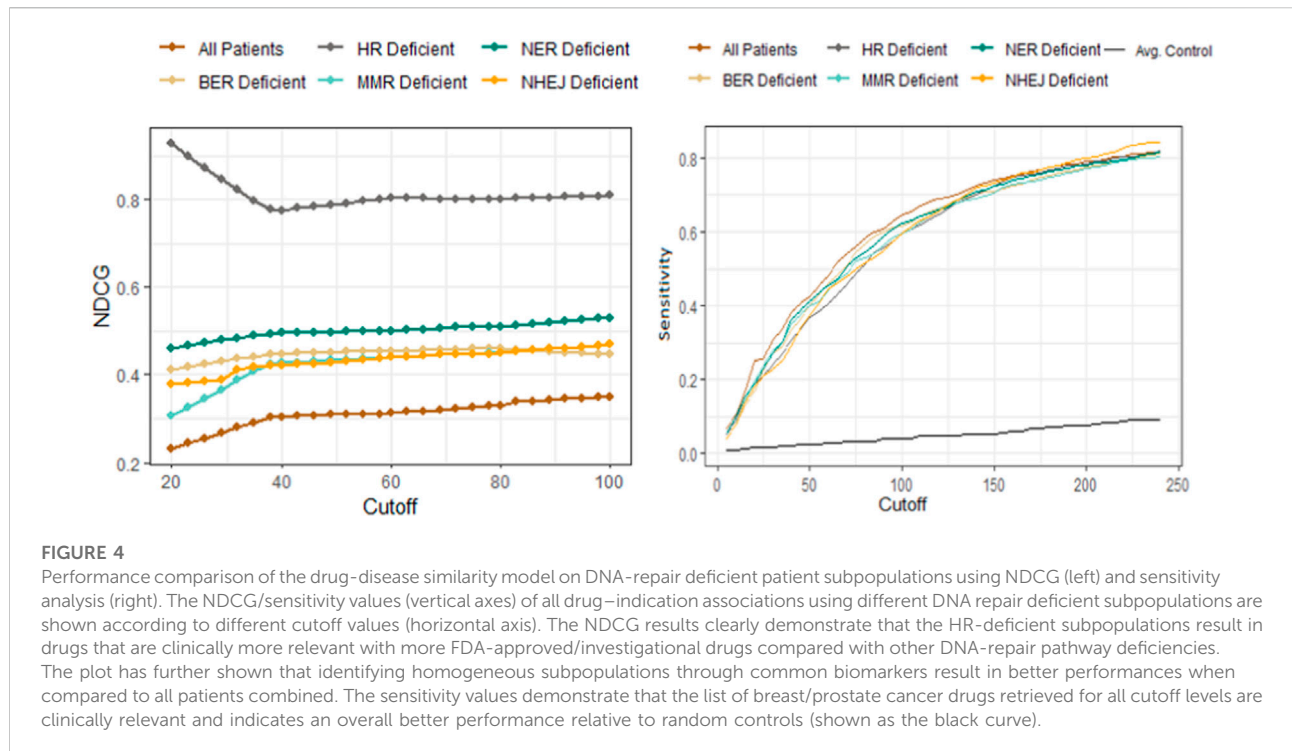 All Patients HR Deficient NER Deficient
BER Deficient MMR Deficient NHEJ Deficient
NDCG
0.8
0.6
0.4
0.2
20 40 60 80 100
Cutoff
All Patients HR Deficient NER Deficient Avg. Control
BER Deficient MMR Deficient NHEJ Deficient
Sensitivity
0.8
0.6
0.4
0.2
0.0
0 50 100 150 200 250
Cutoff
FIGURE 4
Performance comparison of the drug-disease similarity model on DNA-repair deficient patient subpopulations using NDCG (left) and sensitivity
analysis (right). The NDCG/sensitivity values (vertical axes) of all drug–indication associations using different DNA repair deficient subpopulations are
shown according to different cutoff values (horizontal axis). The NDCG results clearly demonstrate that the HR-deficient subpopulations result in
drugs that are clinically more relevant with more FDA-approved/investigational drugs compared with other DNA-repair pathway deficiencies.
The plot has further shown that identifying homogeneous subpopulations through common biomarkers result in better performances when
compared to all patients combined. The sensitivity values demonstrate that the list of breast/prostate cancer drugs retrieved for all cutoff levels are
clinically relevant and indicates an overall better performance relative to random controls (shown as the black curve).